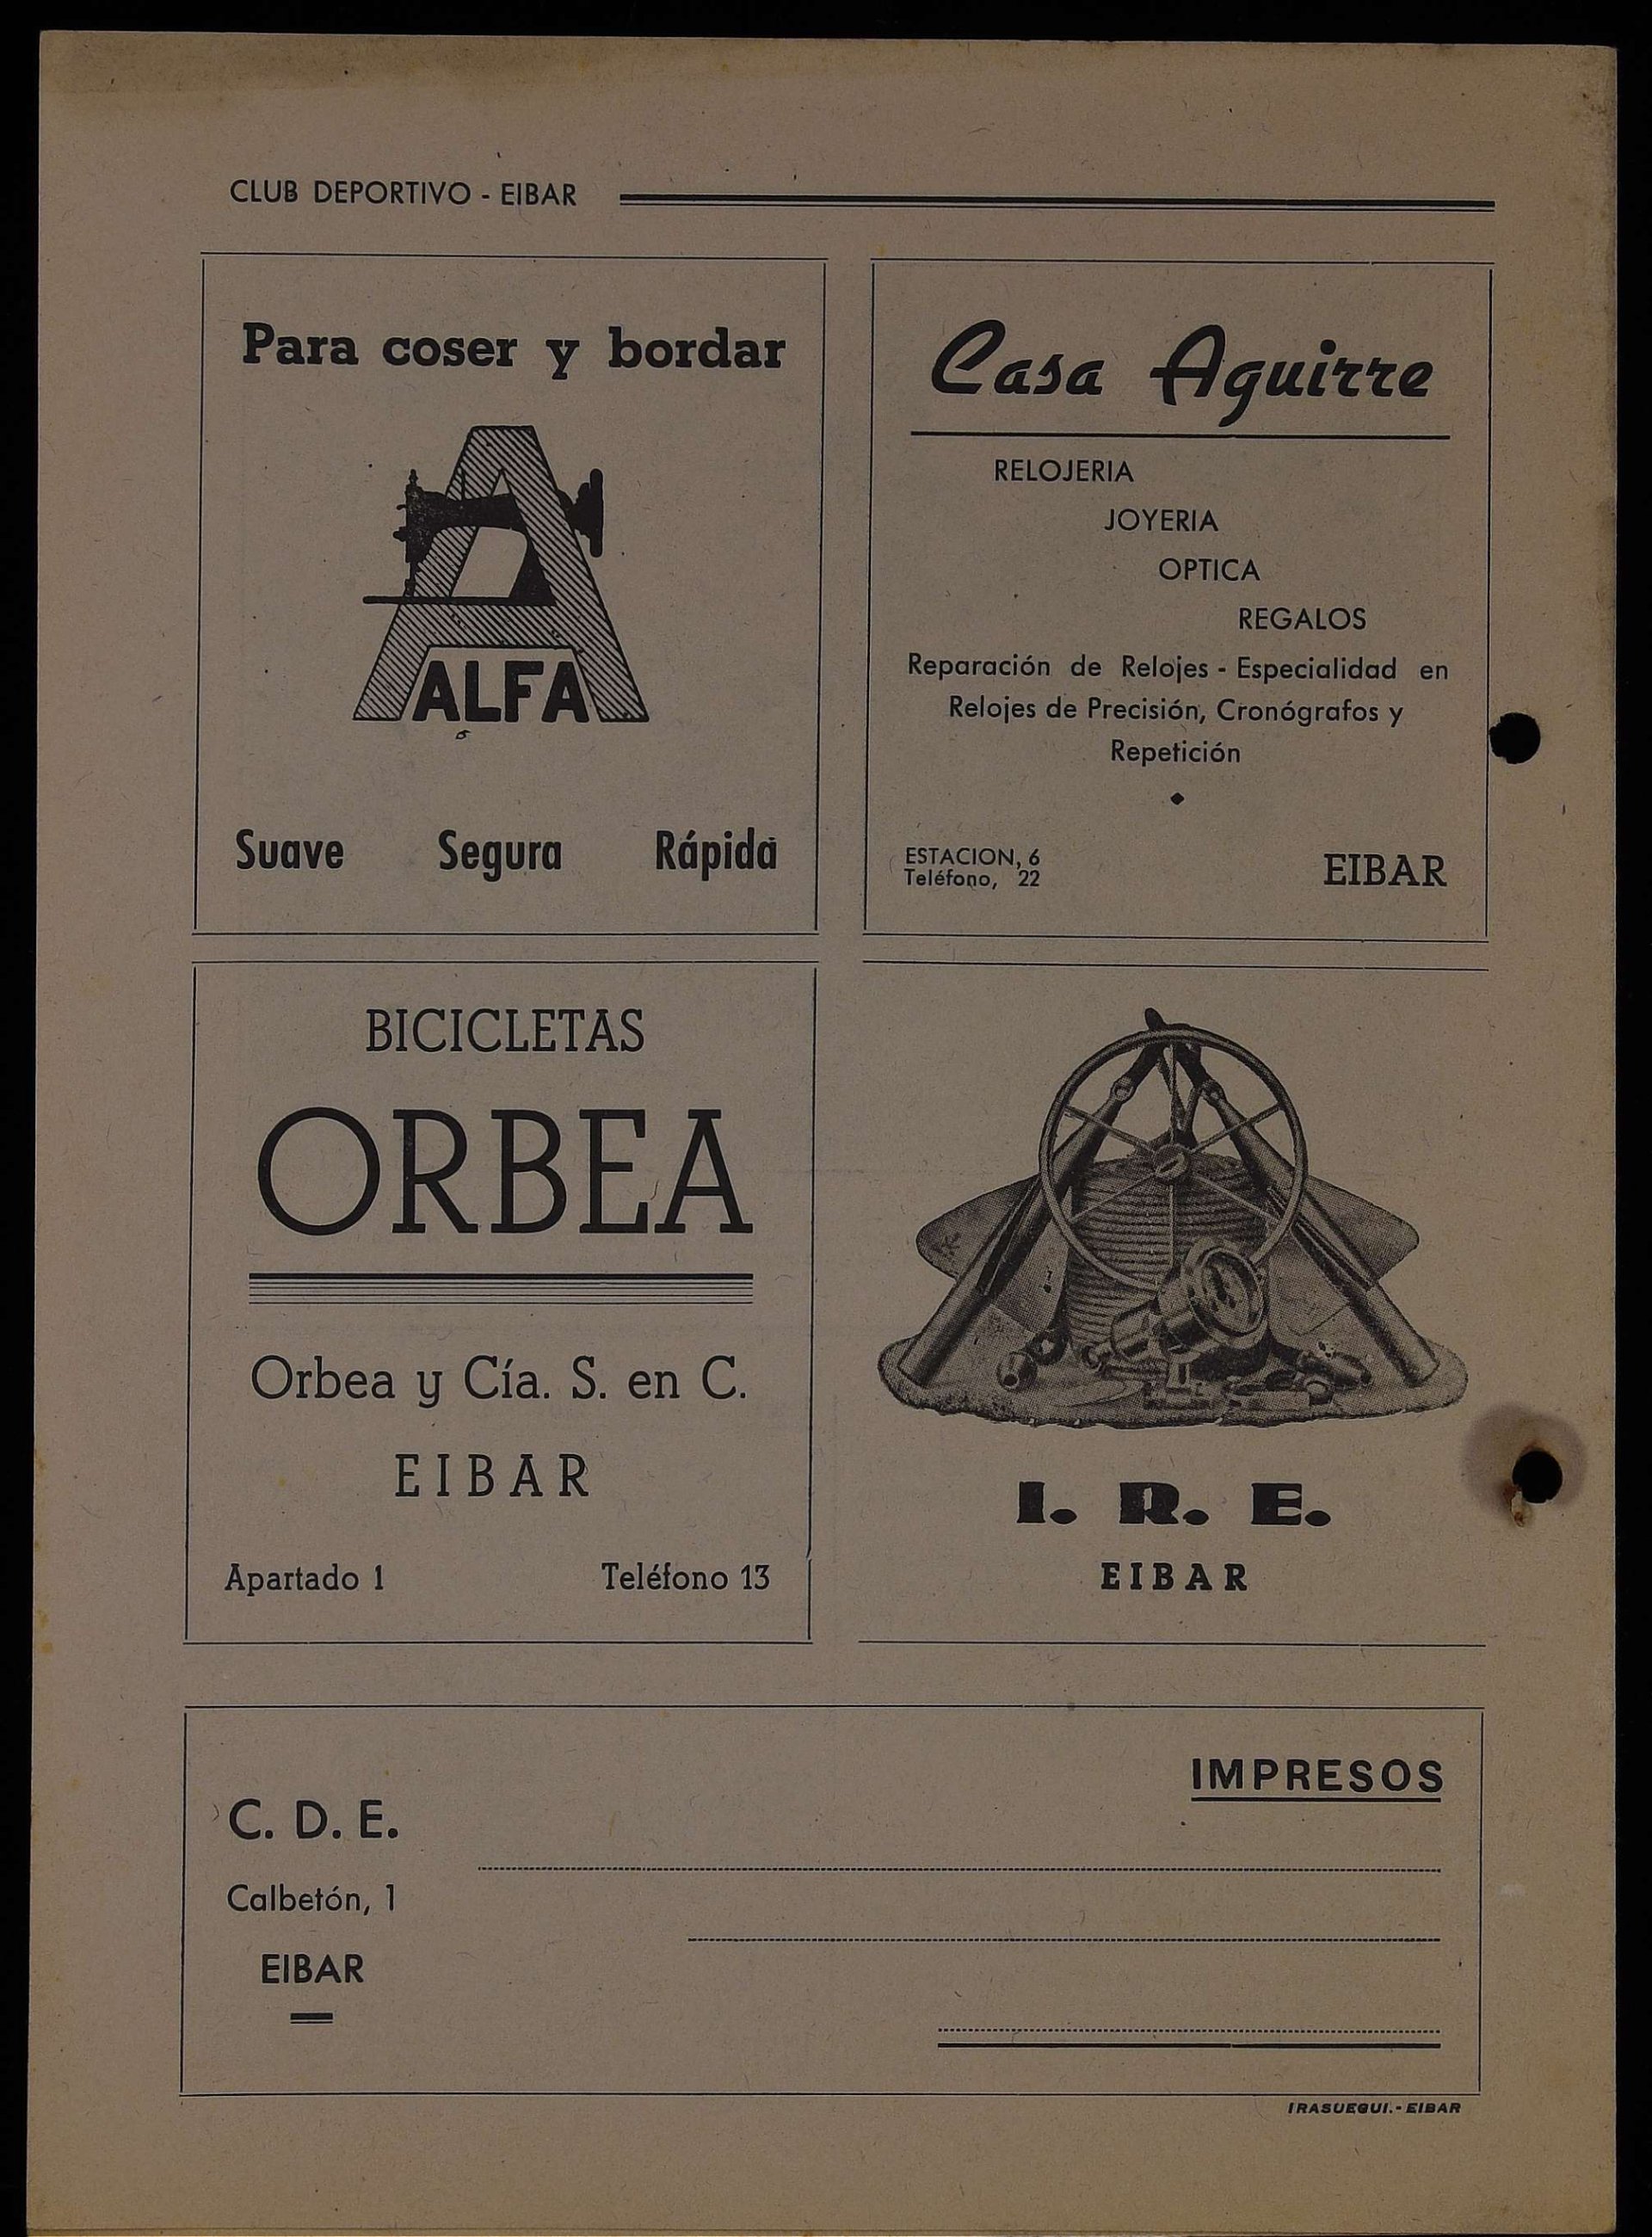 CLUB DEPORTIVO - EIBAR
Para coser y bordar
ALFA
Suave Segura Rápida
Casa Aguirre
RELOJERIA
JOYERIA
OPTICA
REGALOS
Reparación de Relojes - Especialidad en
Relojes de Precisión, Cronógrafos y
Repetición
ESTACION, 6
Teléfono, 22
EIBAR
BICICLETAS
ORBEA
Orbea y Cía. S. en C.
EIBAR
Apartado 1 Teléfono 13
I. R. E.
EIBAR
IMPRESOS
C. D. E.
Calbetón, 1
EIBAR
IRASUEGUI.- EIBAR